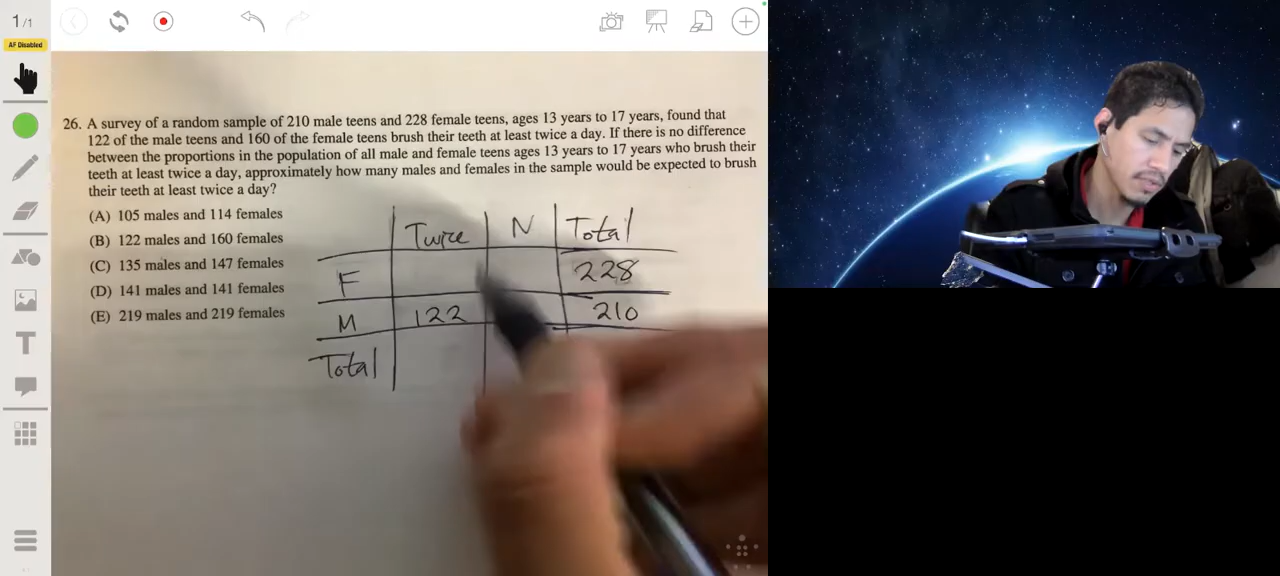 1/1
AF Disabled
26. A survey of a random sample of 210 male teens and 228 female teens, ages 13 years to 17 years, found that
122 of the male teens and 160 of the female teens brush their teeth at least twice a day. If there is no difference
between the proportions in the population of all male and female teens ages 13 years to 17 years who brush their
teeth at least twice a day, approximately how many males and females in the sample would be expected to brush
their teeth at least twice a day?
(A) 105 males and 114 females
(B) 122 males and 160 females
(C) 135 males and 147 females
(D) 141 males and 141 females
(E) 219 males and 219 females
Twice N Total
F 228
M 122 210
Total
T